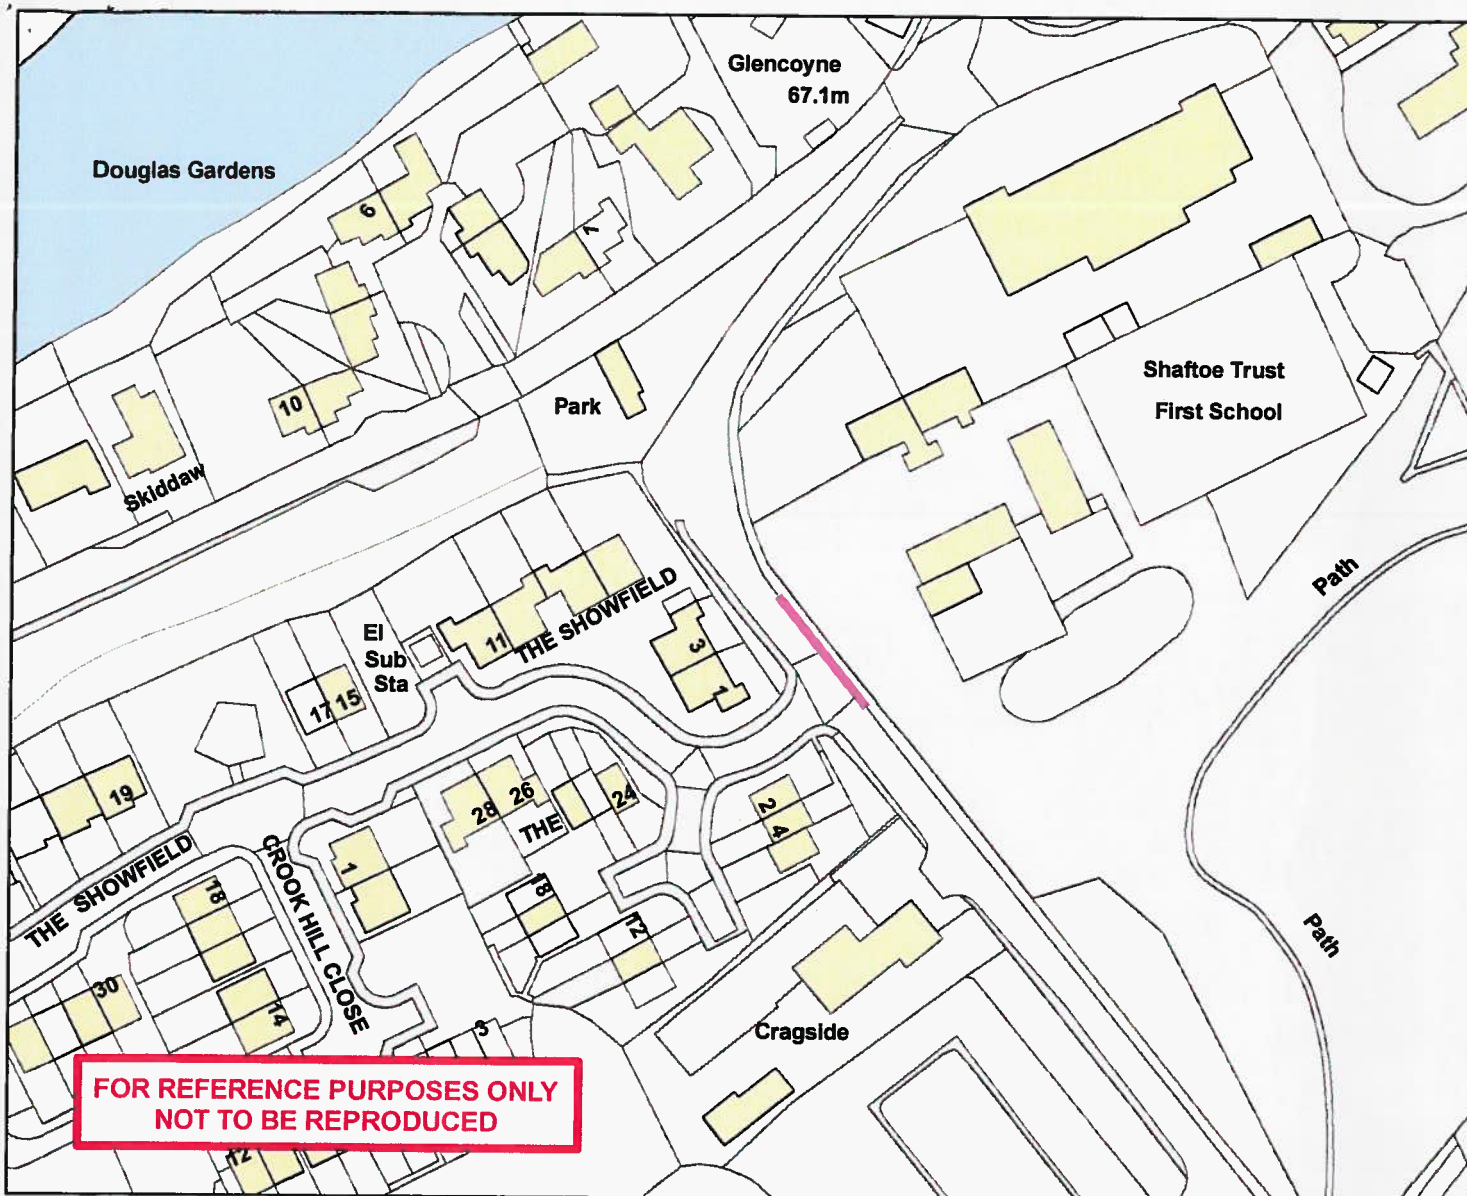 Glencoyne
67.1m
Douglas Gardens
6
1
Shaftoe Trust
First School
Park
10
Skiddaw
Path
THE SHOWFIELD
El
Sub
Sta
11
3
1
17
15
19
28
26
24
THE
2
4
1
CROOK HILL CLOSE
THE SHOWFIELD
18
18
12
30
14
Path
Cragside
3
FOR REFERENCE PURPOSES ONLY
NOT TO BE REPRODUCED
12